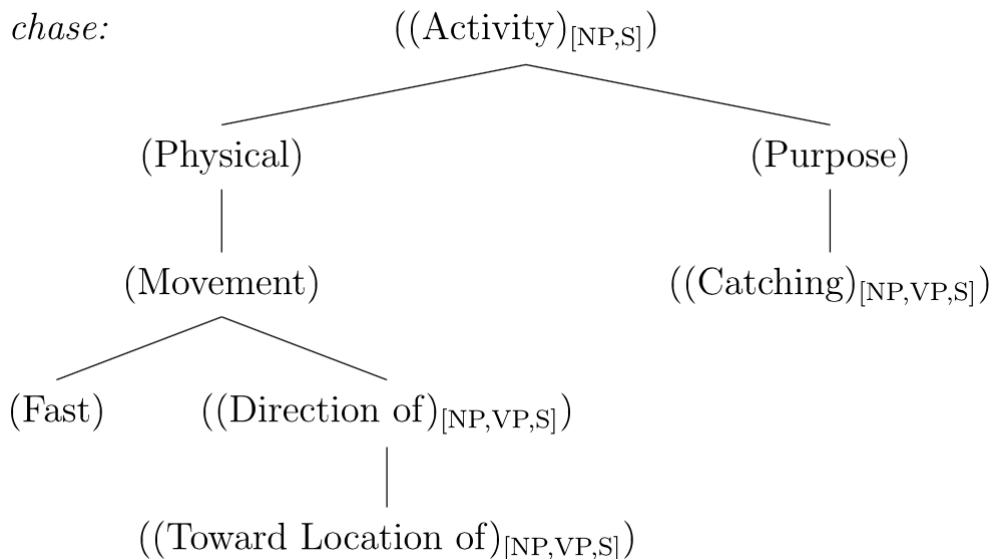 chase: ((Activity)[NP,S])
(Physical) (Purpose)
(Movement) ((Catching)[NP,VP,S])
(Fast) ((Direction of)[NP,VP,S])
((Toward Location of)[NP,VP,S])